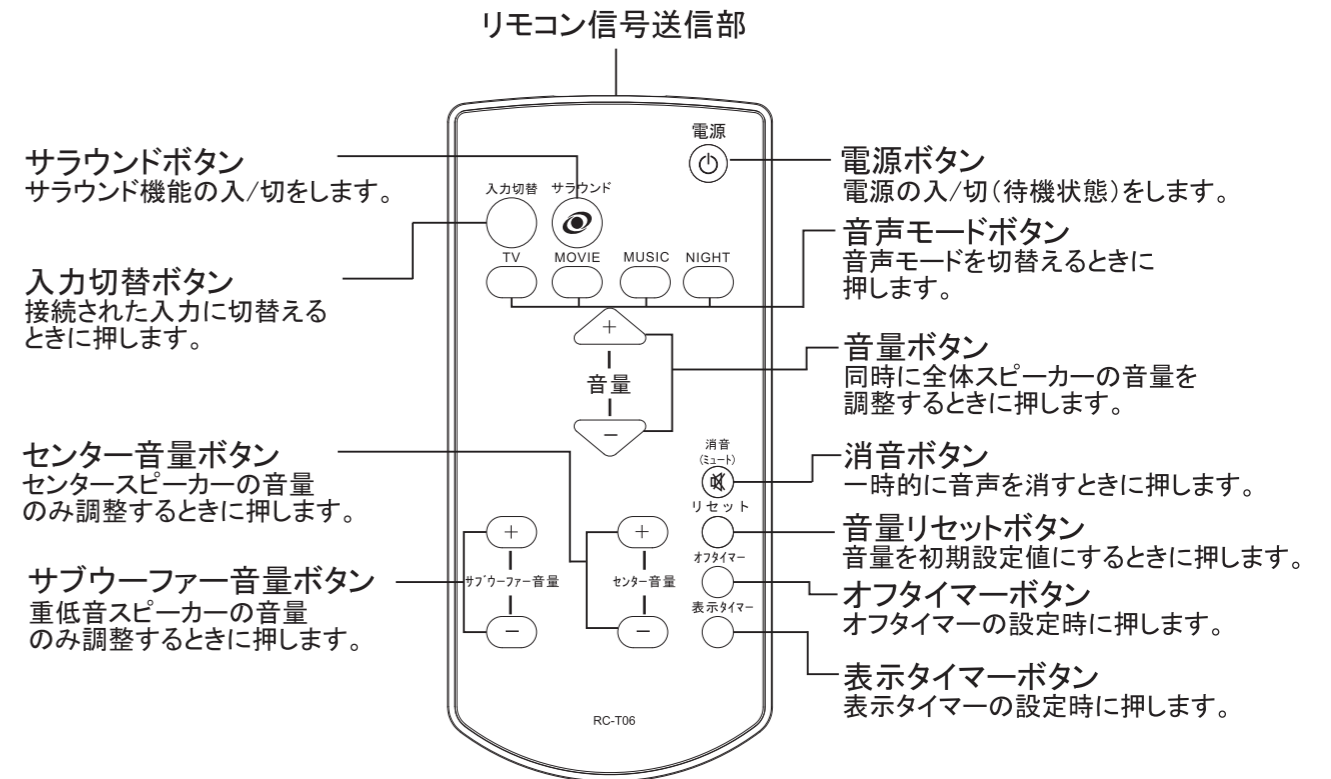 リモコン信号送信部
サラウンドボタン
サラウンド機能の入/切をします。
入力切替ボタン
接続された入力に切替える
ときに押します。
センター音量ボタン
センタースピーカーの音量
のみ調整するときに押します。
サブウーファー音量ボタン
重低音スピーカーの音量
のみ調整するときに押します。
電源
入力切替 サラウンド
TV MOVIE MUSIC NIGHT
+
音量
−
消音
(ミュート)
リセット
+ +
オフタイマー
サブウーファー音量 センター音量
表示タイマー
− −
RC-T06
電源ボタン
電源の入/切(待機状態)をします。
音声モードボタン
音声モードを切替えるときに
押します。
音量ボタン
同時に全体スピーカーの音量を
調整するときに押します。
消音ボタン
一時的に音声を消すときに押します。
音量リセットボタン
音量を初期設定値にするときに押します。
オフタイマーボタン
オフタイマーの設定時に押します。
表示タイマーボタン
表示タイマーの設定時に押します。